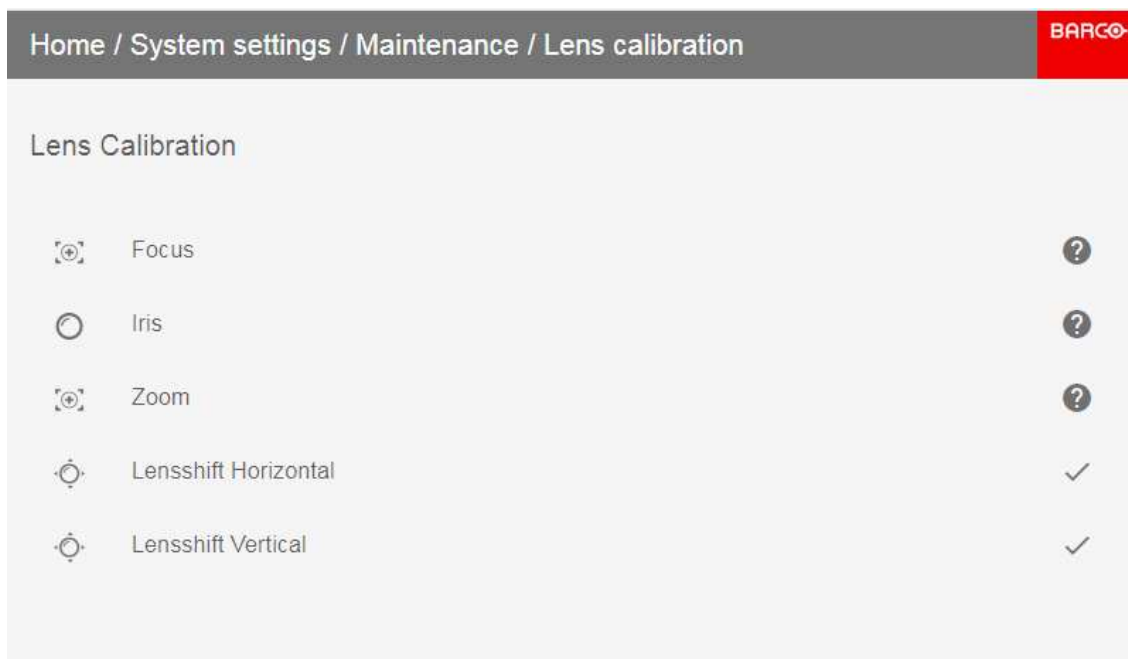 Home / System settings / Maintenance / Lens calibration
BARCO
Lens Calibration
Focus
?
Iris
?
Zoom
?
Lensshift Horizontal
Lensshift Vertical